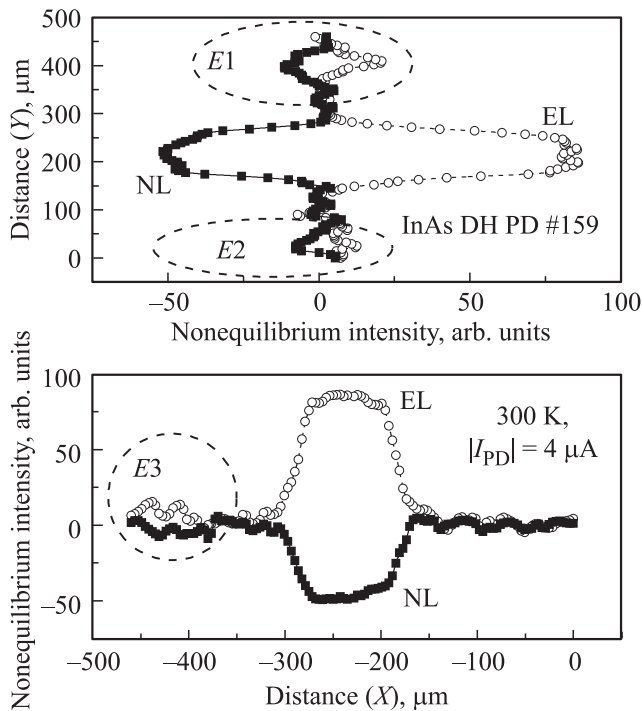 500
400
300
200
100
0
Distance (Y), μm
E1
EL
NL
InAs DH PD #159
E2
–50
0
50
100
Nonequilibrium intensity, arb. units
100
50
0
–50
Nonequilibrium intensity, arb. units
EL
300 K,
|I_PD| = 4 μA
E3
NL
–500
–400
–300
–200
–100
0
Distance (X), μm